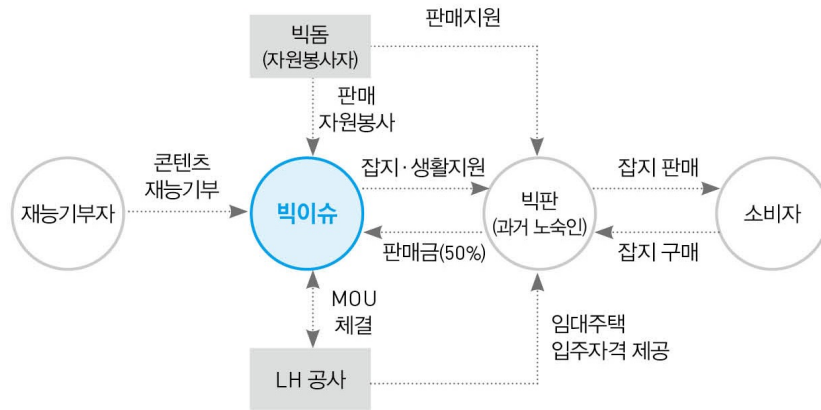 빅돔
(자원봉사자)
판매지원
판매
자원봉사
콘텐츠
재능기부
잡지·생활지원
잡지 판매
재능기부자
빅이슈
빅판
(과거 노숙인)
소비자
판매금(50%)
잡지 구매
MOU
체결
임대주택
입주자격 제공
LH 공사